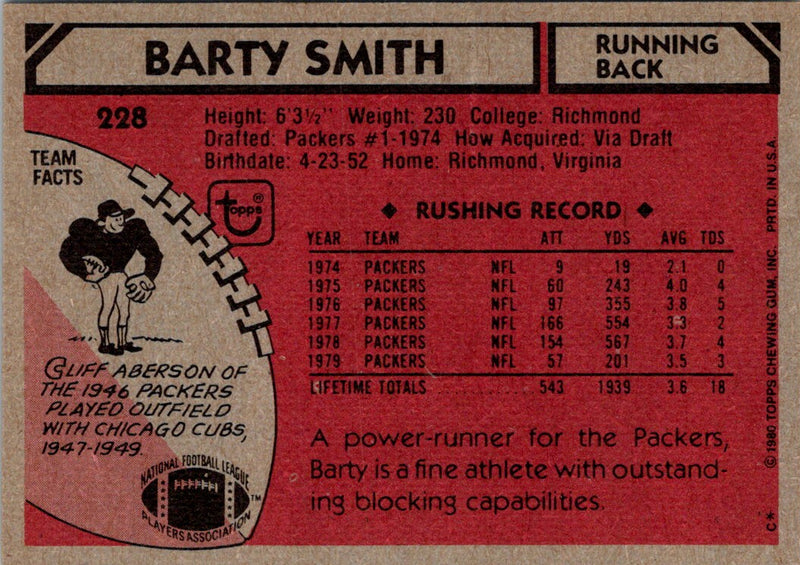 BARTY SMITH
RUNNING
BACK
228
Height: 6'3½" Weight: 230 College: Richmond
Drafted: Packers #1-1974 How Acquired: Via Draft
Birthdate: 4-23-52 Home: Richmond, Virginia
TEAM
FACTS
topps®
◆ RUSHING RECORD ◆
YEAR TEAM ATT YDS AVG TDS
1974 PACKERS NFL 9 19 2.1 0
1975 PACKERS NFL 60 243 4.0 4
1976 PACKERS NFL 97 355 3.8 5
1977 PACKERS NFL 166 554 3.3 2
1978 PACKERS NFL 154 567 3.7 4
1979 PACKERS NFL 57 201 3.5 3
LIFETIME TOTALS 543 1939 3.6 18
CLIFF ABERSON OF
THE 1946 PACKERS
PLAYED OUTFIELD
WITH CHICAGO CUBS,
1947-1949.
A power-runner for the Packers,
Barty is a fine athlete with outstand-
ing blocking capabilities.
NATIONAL FOOTBALL LEAGUE
PLAYERS ASSOCIATION™
© 1980 TOPPS CHEWING GUM, INC. PRTD. IN U.S.A.
C*